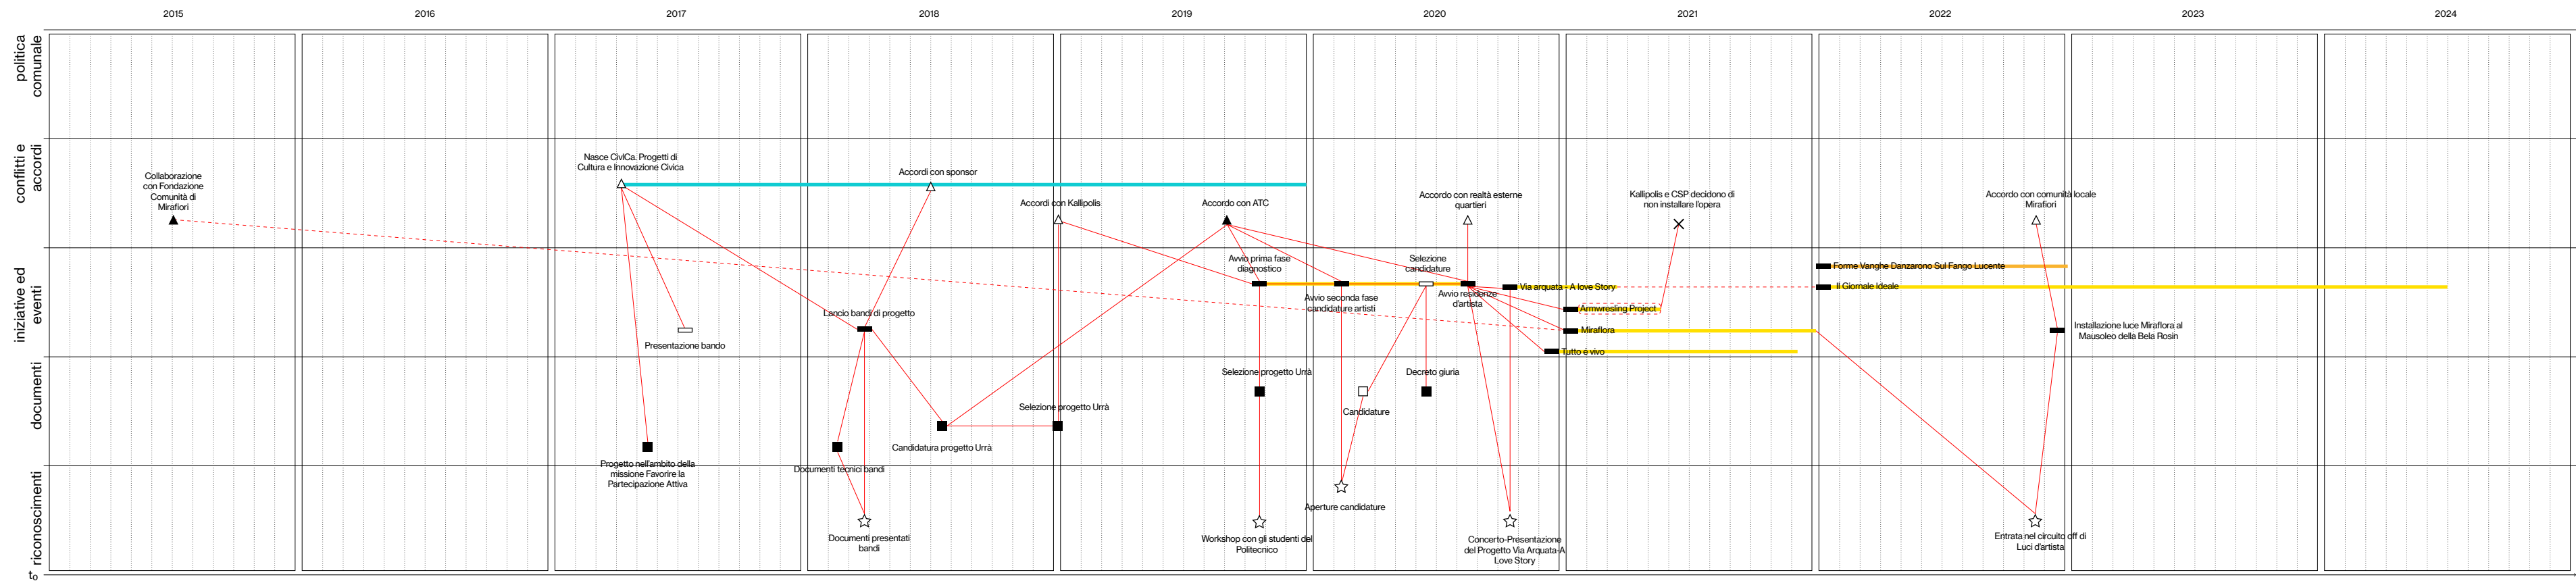 2015
2016
2017
2018
2019
2020
2021
2022
2023
2024
politica
comunale
conflitti e
accordi
Collaborazione
con Fondazione
Comunità di
Mirafiori
Nasce CivICa. Progetti di
Cultura e Innovazione Civica
Accordi con sponsor
Accordi con Kallipolis
Accordo con ATC
Accordo con realtà esterne
quartieri
Kallipolis e CSP decidono di
non installare l'opera
Accordo con comunità locale
Mirafiori
iniziative ed
eventi
Presentazione bando
Lancio bandi di progetto
Avvio prima fase
diagnostico
Avvio seconda fase
candidature artisti
Selezione
candidature
Avvio residenze
d'artista
Via arquata - A love Story
Armwresling Project
Miraflora
Tutto é vivo
Forme Vanghe Danzarono Sul Fango Lucente
Il Giornale Ideale
Installazione luce Miraflora al
Mausoleo della Bela Rosin
documenti
Progetto nell'ambito della
missione Favorire la
Partecipazione Attiva
Documenti tecnici bandi
Candidatura progetto Urrà
Selezione progetto Urrà
Selezione progetto Urrà
Candidature
Decreto giuria
riconoscimenti
Documenti presentati
bandi
Workshop con gli studenti del
Politecnico
Aperture candidature
Concerto-Presentazione
del Progetto Via Arquata-A
Love Story
Entrata nel circuito off di
Luci d'artista
t₀